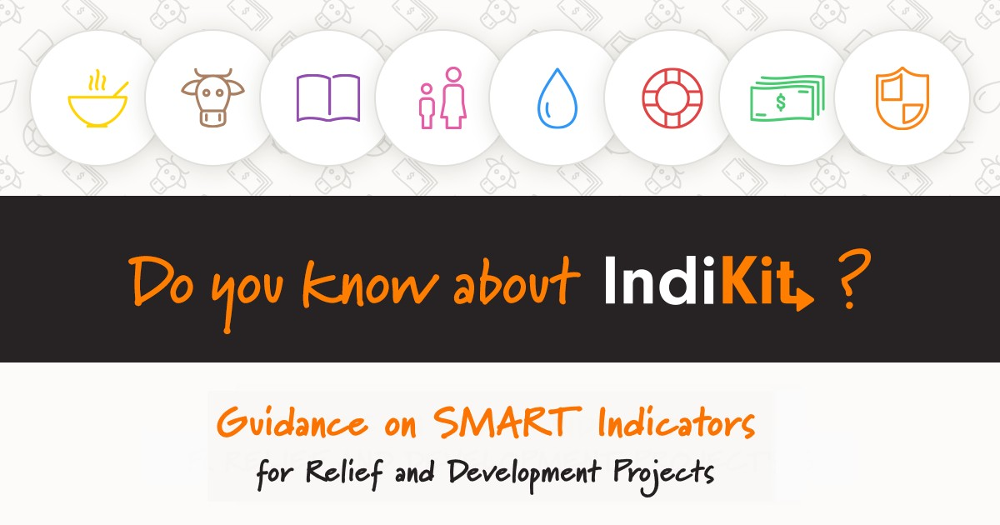 Do you know about IndiKit ?
Guidance on SMART Indicators
for Relief and Development Projects